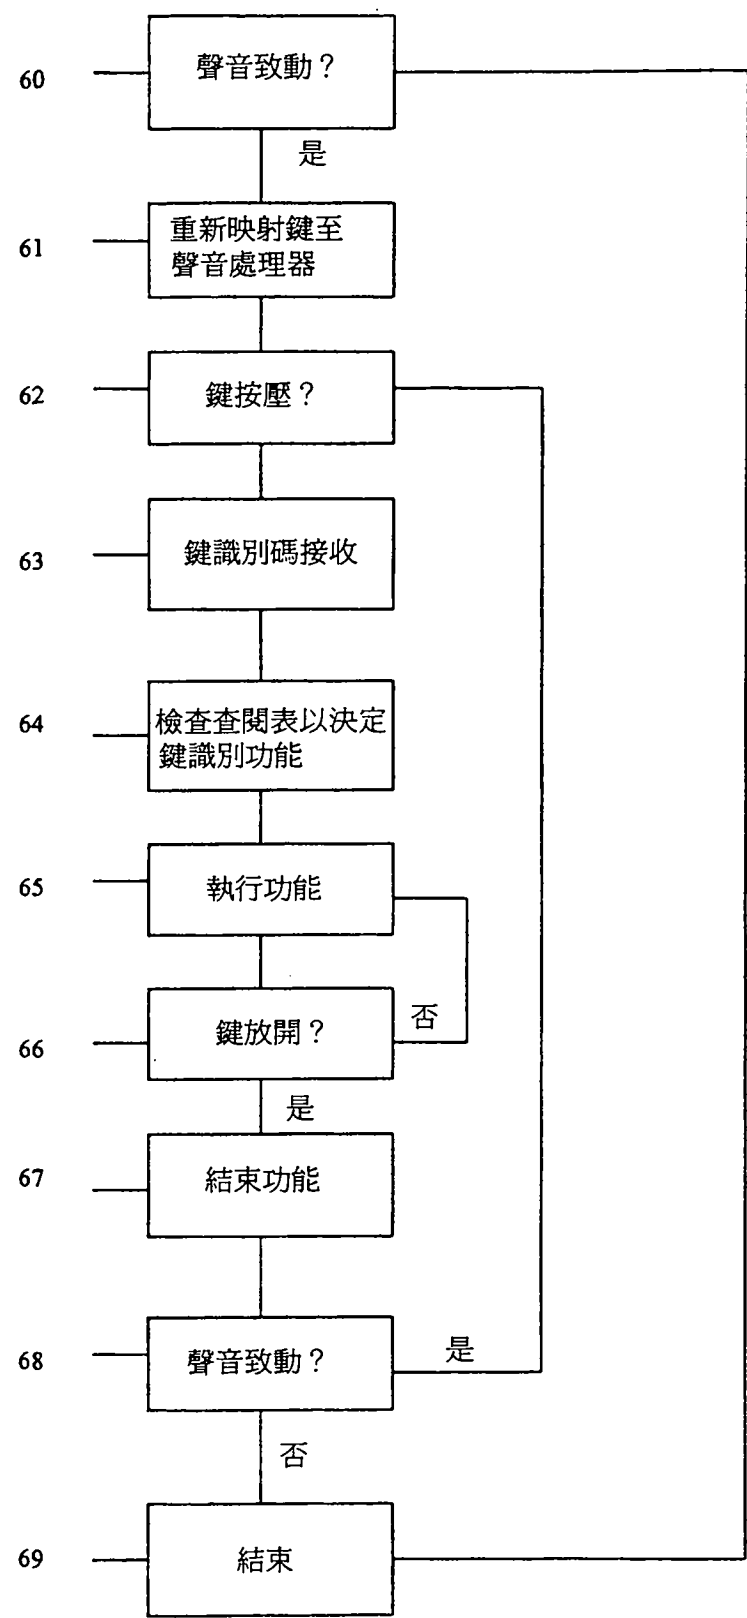 60
聲音致動？
是
61
重新映射鍵至
聲音處理器
62
鍵按壓？
63
鍵識別碼接收
64
檢查查閱表以決定
鍵識別功能
65
執行功能
66
鍵放開？
否
是
67
結束功能
68
聲音致動？
是
否
69
結束